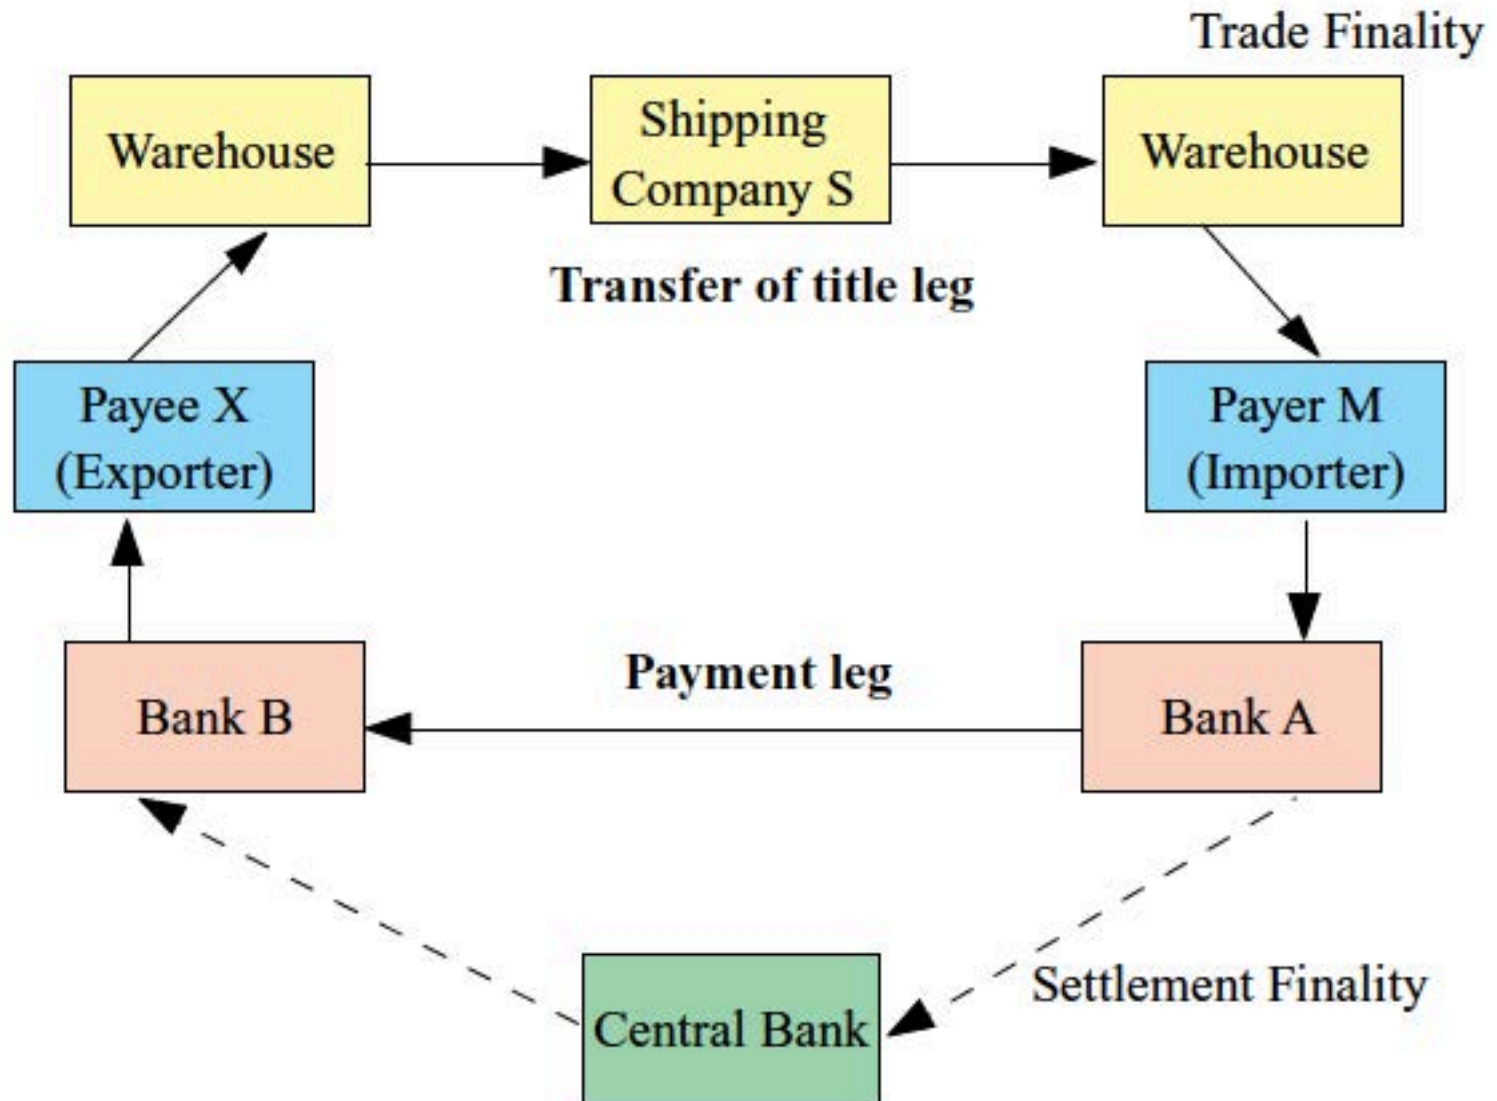 Trade Finality
Warehouse
Shipping
Company S
Warehouse
Transfer of title leg
Payee X
(Exporter)
Payer M
(Importer)
Payment leg
Bank B
Bank A
Settlement Finality
Central Bank